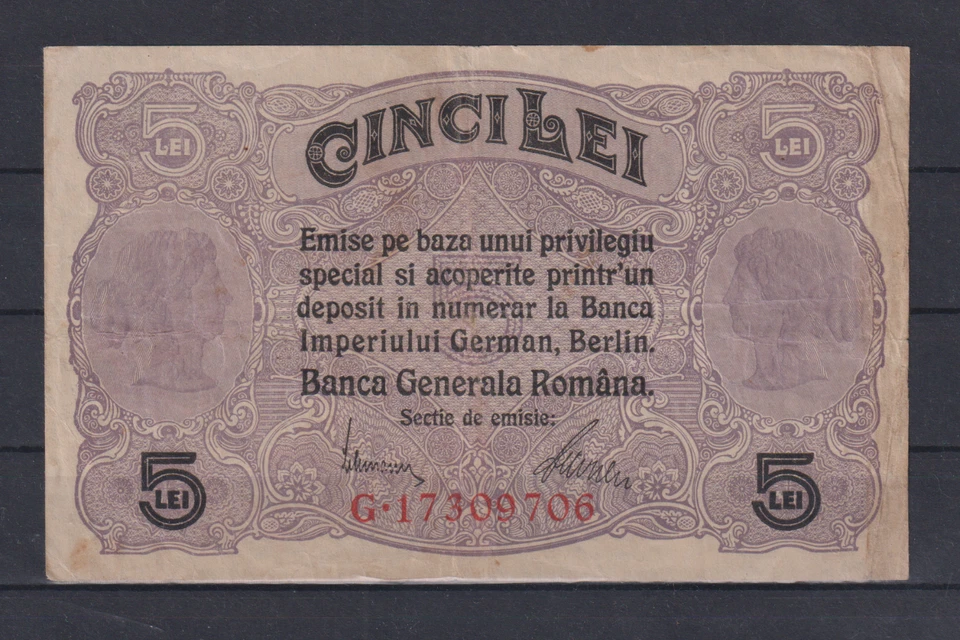 5 LEI
CINCI LEI
5 LEI
Emise pe baza unui privilegiu
special si acoperite printr'un
deposit in numerar la Banca
Imperiului German, Berlin.
Banca Generala Româna.
Sectie de emisie:
5 LEI
G·17309706
5 LEI